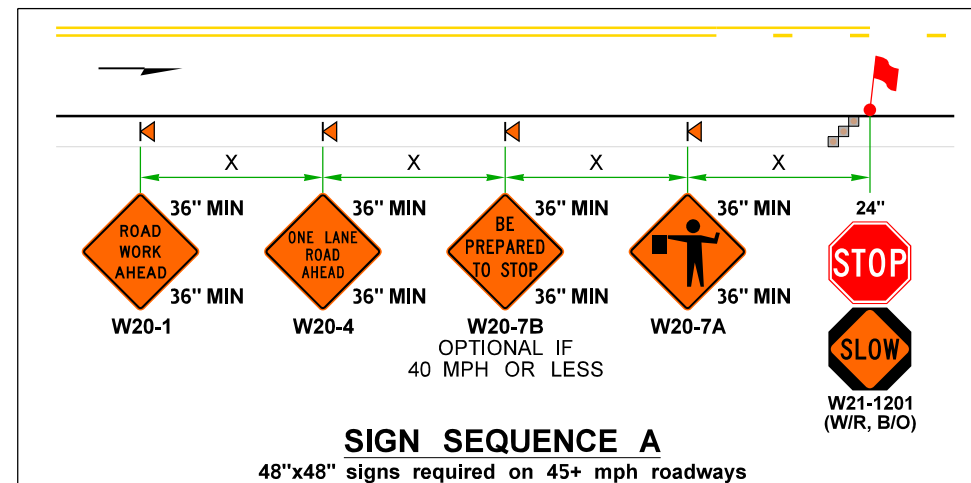 X X X X
36" MIN 36" MIN 36" MIN 36" MIN 24"
ROAD
WORK
AHEAD
ONE LANE
ROAD
AHEAD
BE
PREPARED
TO STOP
STOP
36" MIN 36" MIN 36" MIN 36" MIN
W20-1 W20-4 W20-7B W20-7A
OPTIONAL IF
40 MPH OR LESS
SLOW
W21-1201
(W/R, B/O)
SIGN SEQUENCE A
48"x48" signs required on 45+ mph roadways